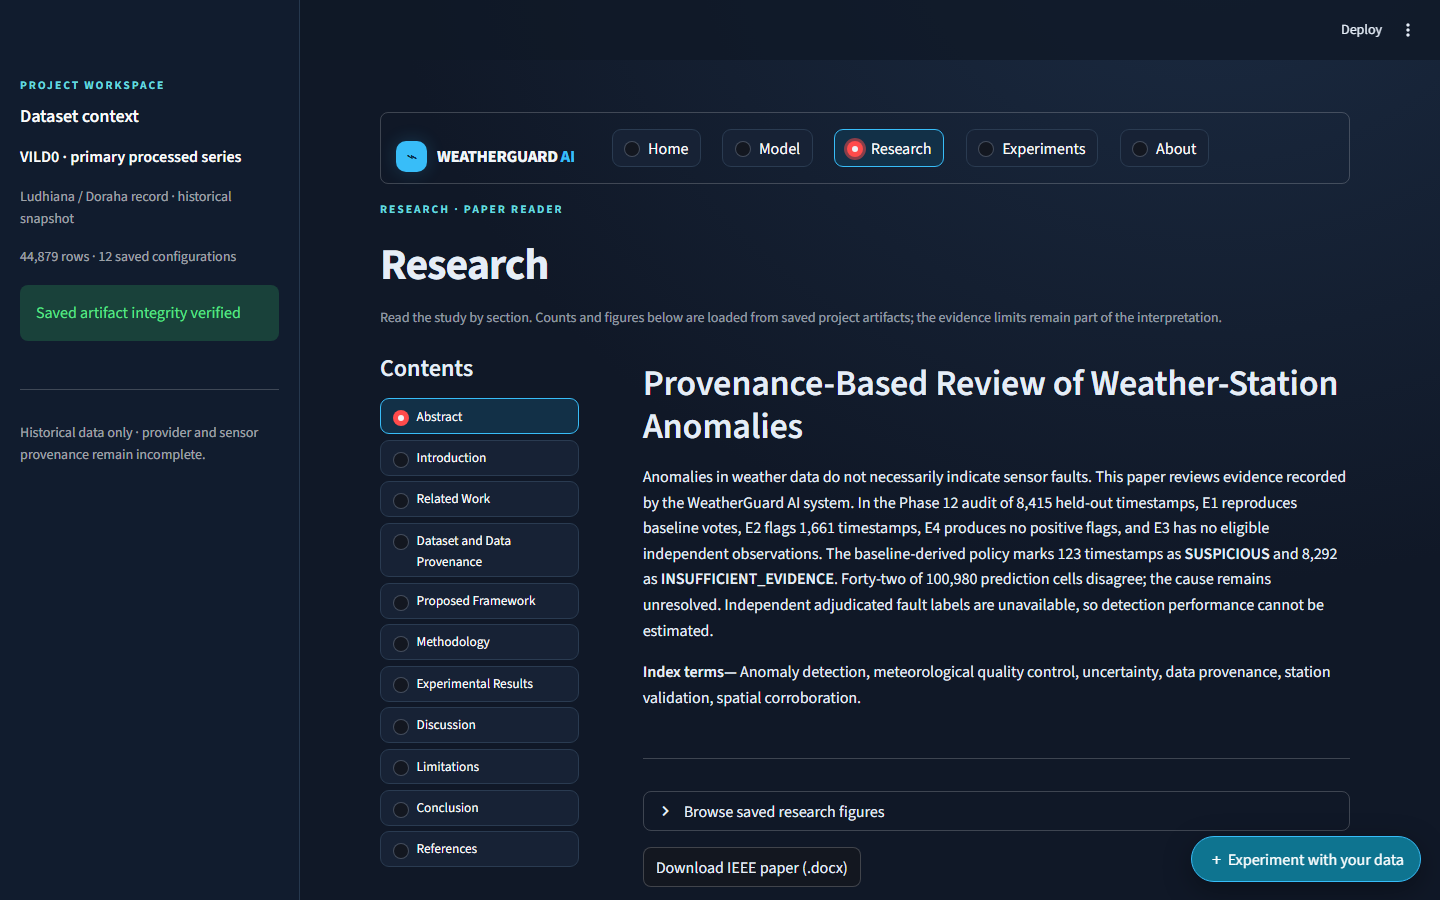 Deploy
PROJECT WORKSPACE
Dataset context
VILD0 · primary processed series
Ludhiana / Doraha record · historical
snapshot
44,879 rows · 12 saved configurations
Saved artifact integrity verified
Historical data only · provider and sensor
provenance remain incomplete.
WEATHERGUARD AI
Home
Model
Research
Experiments
About
RESEARCH · PAPER READER
Research
Read the study by section. Counts and figures below are loaded from saved project artifacts; the evidence limits remain part of the interpretation.
Contents
Abstract
Introduction
Related Work
Dataset and Data
Provenance
Proposed Framework
Methodology
Experimental Results
Discussion
Limitations
Conclusion
References
Provenance-Based Review of Weather-Station
Anomalies
Anomalies in weather data do not necessarily indicate sensor faults. This paper reviews evidence recorded
by the WeatherGuard AI system. In the Phase 12 audit of 8,415 held-out timestamps, E1 reproduces
baseline votes, E2 flags 1,661 timestamps, E4 produces no positive flags, and E3 has no eligible
independent observations. The baseline-derived policy marks 123 timestamps as SUSPICIOUS and 8,292
as INSUFFICIENT_EVIDENCE. Forty-two of 100,980 prediction cells disagree; the cause remains
unresolved. Independent adjudicated fault labels are unavailable, so detection performance cannot be
estimated.
Index terms— Anomaly detection, meteorological quality control, uncertainty, data provenance, station
validation, spatial corroboration.
Browse saved research figures
Download IEEE paper (.docx)
+ Experiment with your data